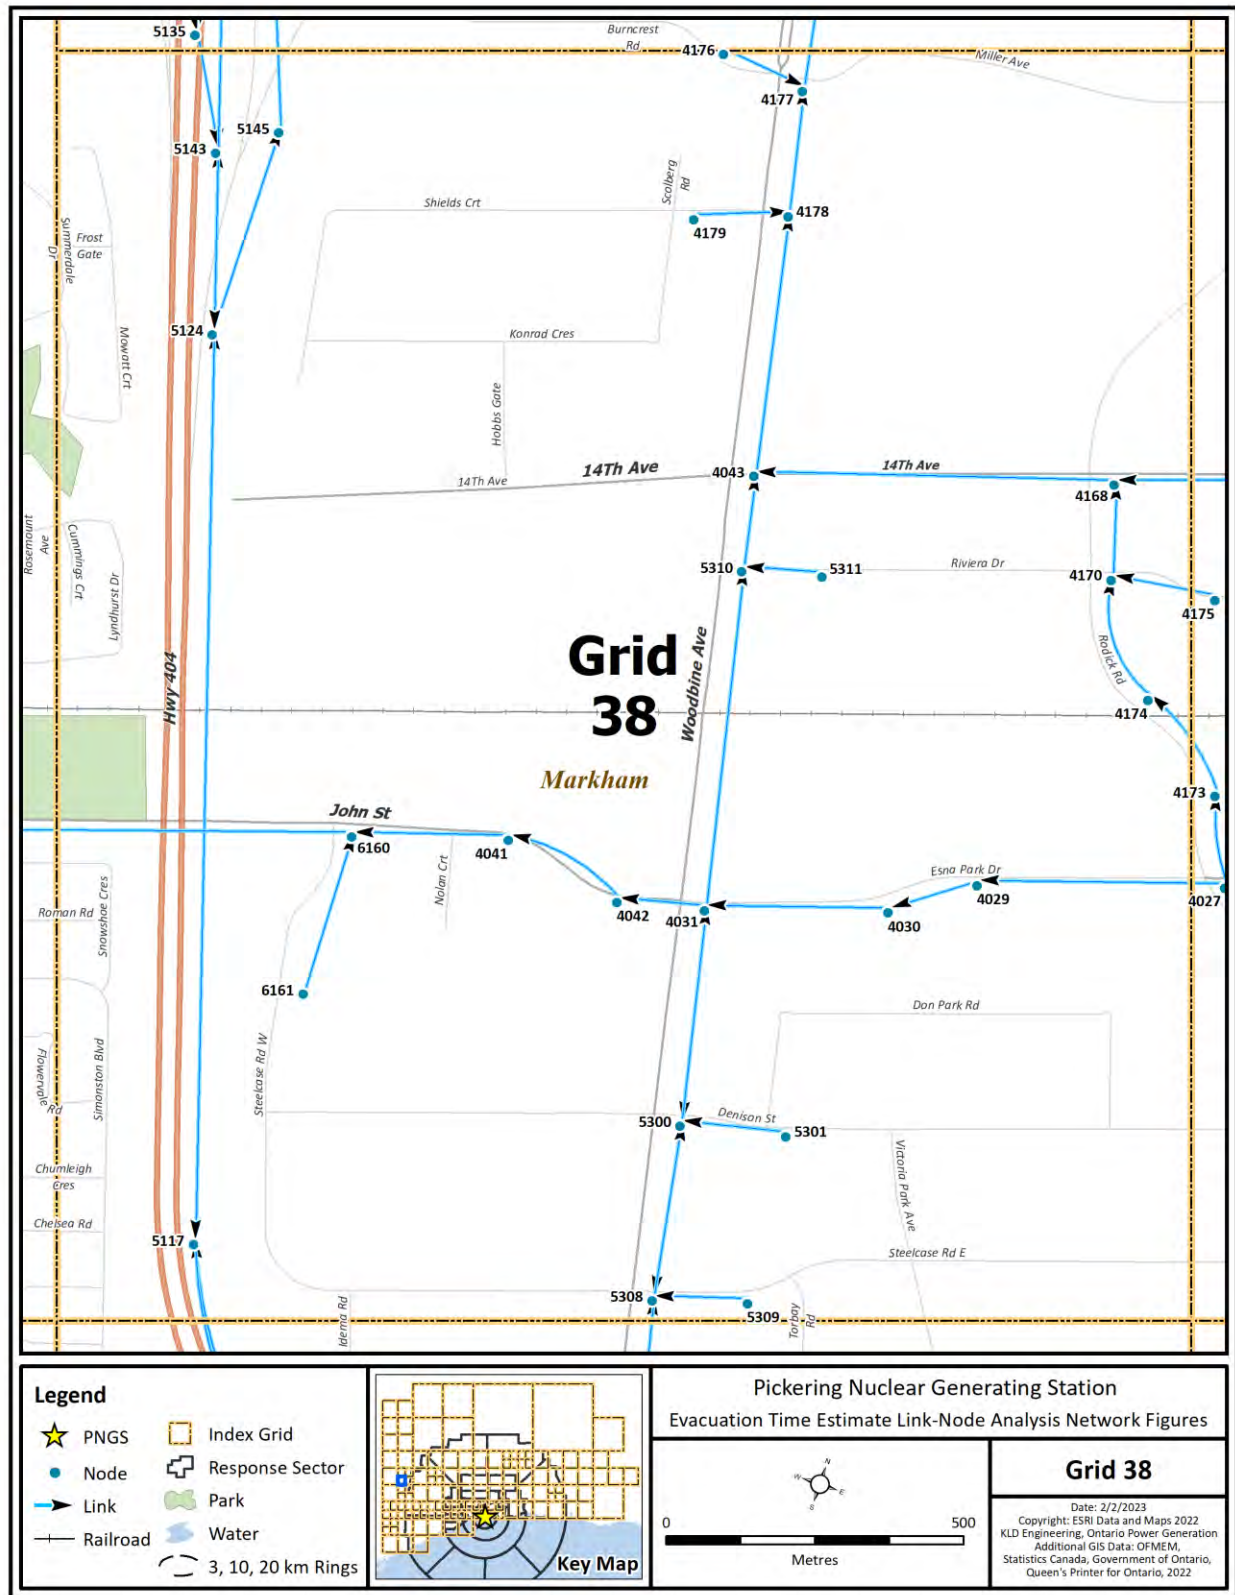 5135
Burncrest
Rd
4176
Miller Ave
4177
5145
5143
Scolberg
Rd
Shields Crt
4178
4179
Summerdale
Dr
Frost
Gate
5124
Konrad Cres
Mowatt Crt
Hobbs Gate
14Th Ave
14Th Ave
4043
14Th Ave
4168
Rosemount
Ave
Cummings Crt
Lyndhurst Dr
5310
5311
Riviera Dr
4170
4175
Grid
38
Woodbine Ave
Rodick Rd
Hwy 404
4174
Markham
4173
John St
6160
4041
Nolan Crt
Esna Park Dr
4029
4027
4042
4031
4030
Roman Rd
Snowshoe Cres
6161
Don Park Rd
Flowervale
Rd
Simonston Blvd
Steelcase Rd W
5300
Denison St
5301
Victoria Park Ave
Chumleigh
Cres
Chelsea Rd
5117
Steelcase Rd E
5308
5309
Idema Rd
Torbay
Rd
Legend
PNGS
Node
Link
Railroad
Index Grid
Response Sector
Park
Water
3, 10, 20 km Rings
Key Map
Pickering Nuclear Generating Station
Evacuation Time Estimate Link-Node Analysis Network Figures
N
W
E
S
0
500
Metres
Grid 38
Date: 2/2/2023
Copyright: ESRI Data and Maps 2022
KLD Engineering, Ontario Power Generation
Additional GIS Data: OFMEM,
Statistics Canada, Government of Ontario,
Queen's Printer for Ontario, 2022